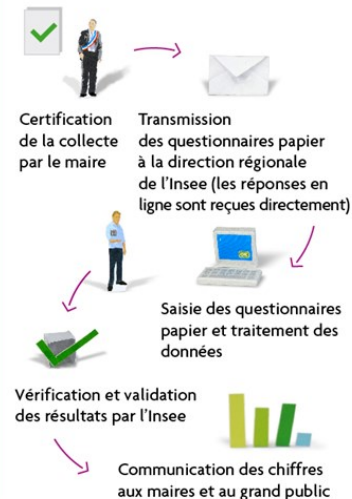 Certification
de la collecte
par le maire
Transmission
des questionnaires papier
à la direction régionale
de l'Insee (les réponses en
ligne sont reçues directement)
Saisie des questionnaires
papier et traitement des
données
Vérification et validation
des résultats par l'Insee
Communication des chiffres
aux maires et au grand public